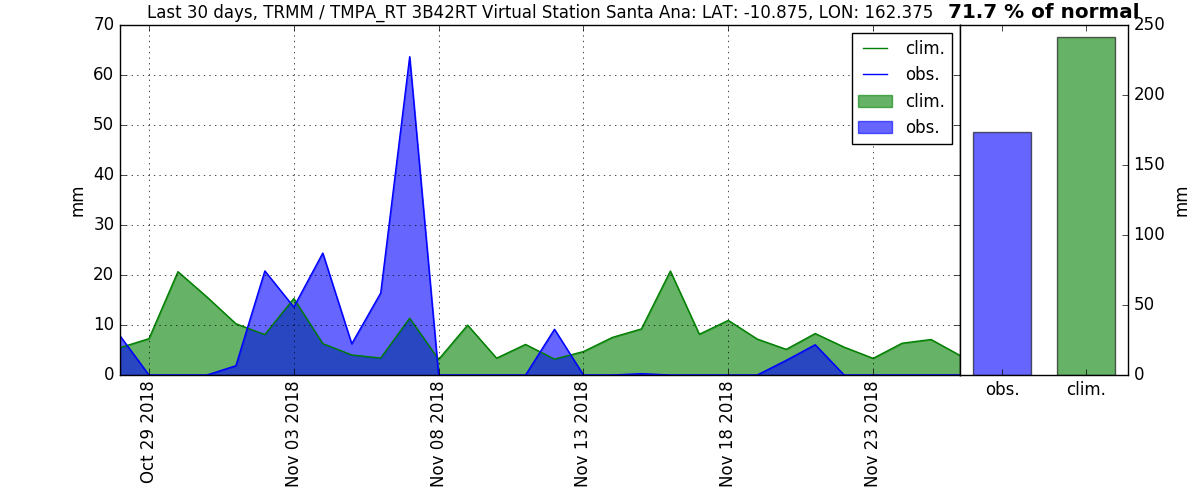 Last 30 days, TRMM / TMPA_RT 3B42RT Virtual Station Santa Ana: LAT: -10.875, LON: 162.375
71.7 % of normal
70
60
50
40
30
20
10
0
mm
clim.
obs.
clim.
obs.
Oct 29 2018
Nov 03 2018
Nov 08 2018
Nov 13 2018
Nov 18 2018
Nov 23 2018
250
200
150
100
50
0
mm
obs.
clim.